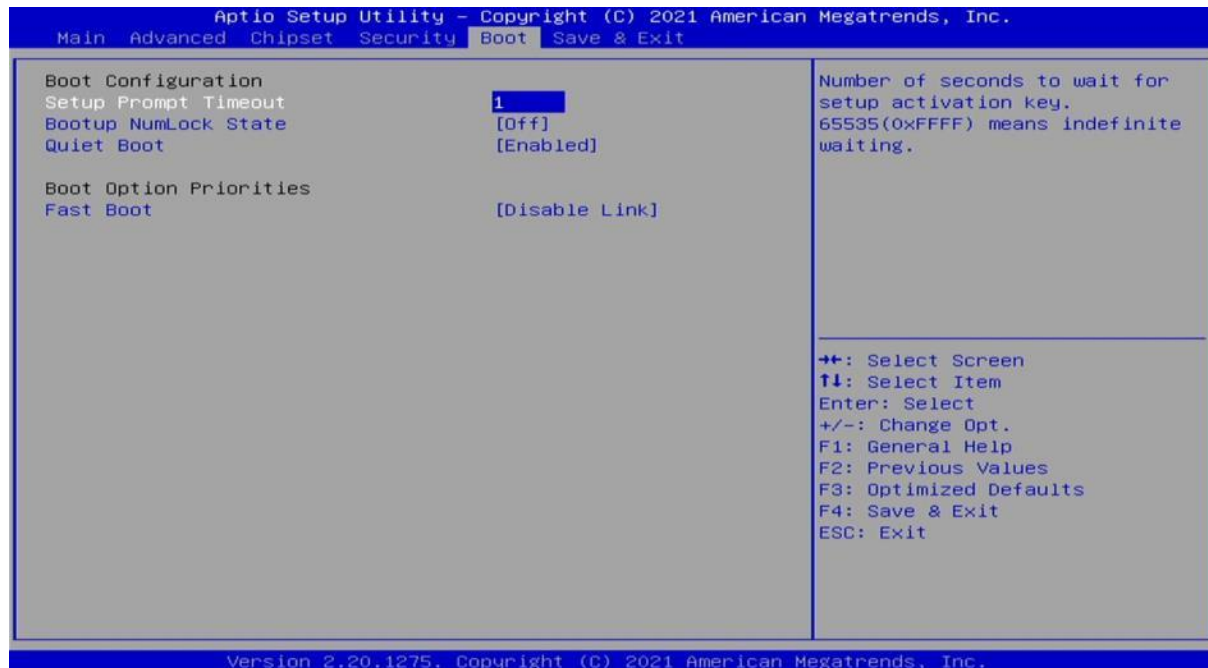 Aptio Setup Utility – Copyright (C) 2021 American Megatrends, Inc.
Main Advanced Chipset Security Boot Save & Exit
Boot Configuration
Setup Prompt Timeout 1
Bootup NumLock State [Off]
Quiet Boot [Enabled]
Boot Option Priorities
Fast Boot [Disable Link]
Number of seconds to wait for
setup activation key.
65535(0xFFFF) means indefinite
waiting.
→←: Select Screen
↑↓: Select Item
Enter: Select
+/-: Change Opt.
F1: General Help
F2: Previous Values
F3: Optimized Defaults
F4: Save & Exit
ESC: Exit
Version 2.20.1275. Copyright (C) 2021 American Megatrends, Inc.